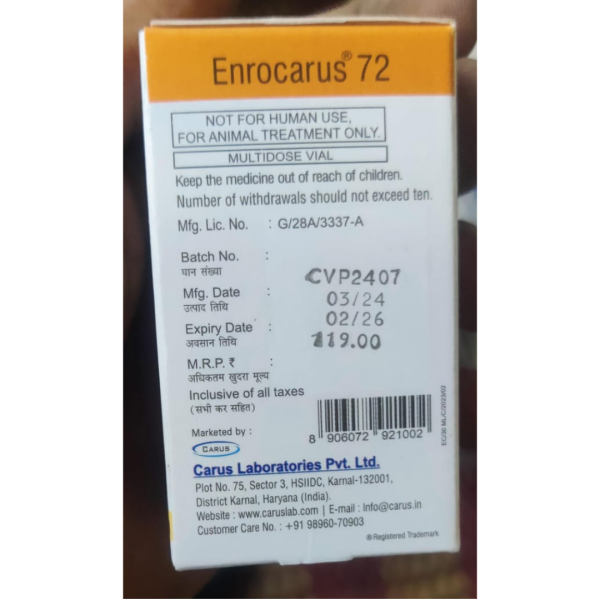 Enrocarus® 72
NOT FOR HUMAN USE,
FOR ANIMAL TREATMENT ONLY.
MULTIDOSE VIAL
Keep the medicine out of reach of children.
Number of withdrawals should not exceed ten.
Mfg. Lic. No. : G/28A/3337-A
Batch No. : CVP2407
घान संख्या
Mfg. Date : 03/24
उत्पाद तिथि
Expiry Date : 02/26
अवसान तिथि
M.R.P. ₹ : 119.00
अधिकतम खुदरा मूल्य
Inclusive of all taxes
(सभी कर सहित)
8 906072 921002
EC/30 ML/C/2023/02
Marketed by :
CARUS
Carus Laboratories Pvt. Ltd.
Plot No. 75, Sector 3, HSIIDC, Karnal-132001,
District Karnal, Haryana (India).
Website : www.caruslab.com | E-mail : Info@carus.in
Customer Care No. : +91 98960-70903
® Registered Trademark